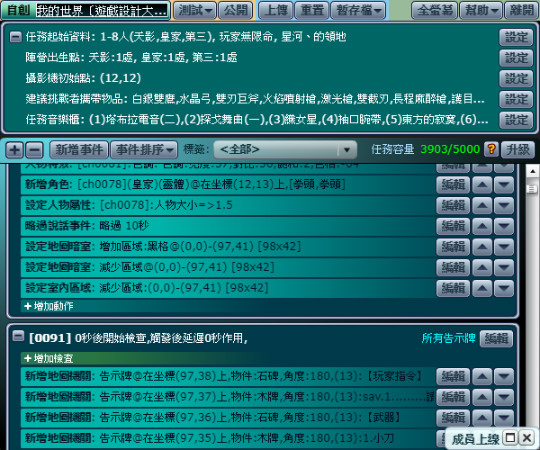 自創 我的世界〔遊戲設計大... 測試 公開 上傳 重置 暫存檔 全螢幕 幫助 離開
任務起始資料: 1-8人(天影,皇家,第三), 玩家無限命, 星河、的領地 設定
陣營出生點: 天影:1處, 皇家:1處, 第三:1處 設定
攝影機初始點: (12,12) 設定
建議挑戰者攜帶物品: 白銀雙鷹,水晶弓,雙刃巨斧,火焰噴射槍,激光槍,雙截刃,長程麻醉槍,護目... 設定
任務音樂櫃: (1)塔布拉電音(二),(2)探戈舞曲(一),(3)鐵女星,(4)袖口腕帶,(5)東方的寂寞,(6)... 設定
新增事件 事件排序 標籤: <全部> 任務容量 3903/5000 ? 升級
新增角色: [ch0078](皇家)(靈體)@在坐標(12,13)上,[拳頭,拳頭] 編輯
設定人物屬性: [ch0078]:人物大小=>1.5 編輯
略過說話事件: 略過 10秒 編輯
設定地圖暗室: 增加區域:黑格@(0,0)-(97,41) [98x42] 編輯
設定地圖暗室: 減少區域@(0,0)-(97,41) [98x42] 編輯
設定室內區域: 減少區域:(0,0)-(97,41) [98x42] 編輯
+增加動作
[0091] 0秒後開始檢查,觸發後延遲0秒作用, 所有告示牌 編輯
+增加檢查
新增地圖機關: 告示牌@在坐標(97,38)上,物件:石碑,角度:180,(13):【玩家指令】 編輯
新增地圖機關: 告示牌@在坐標(97,37)上,物件:木牌,角度:180,(13):sav.1......... 編輯
新增地圖機關: 告示牌@在坐標(97,36)上,物件:石碑,角度:180,(13):【武器】 編輯
新增地圖機關: 告示牌@在坐標(97,35)上,物件:木牌,角度:180,(13):1.小刀
成員上線